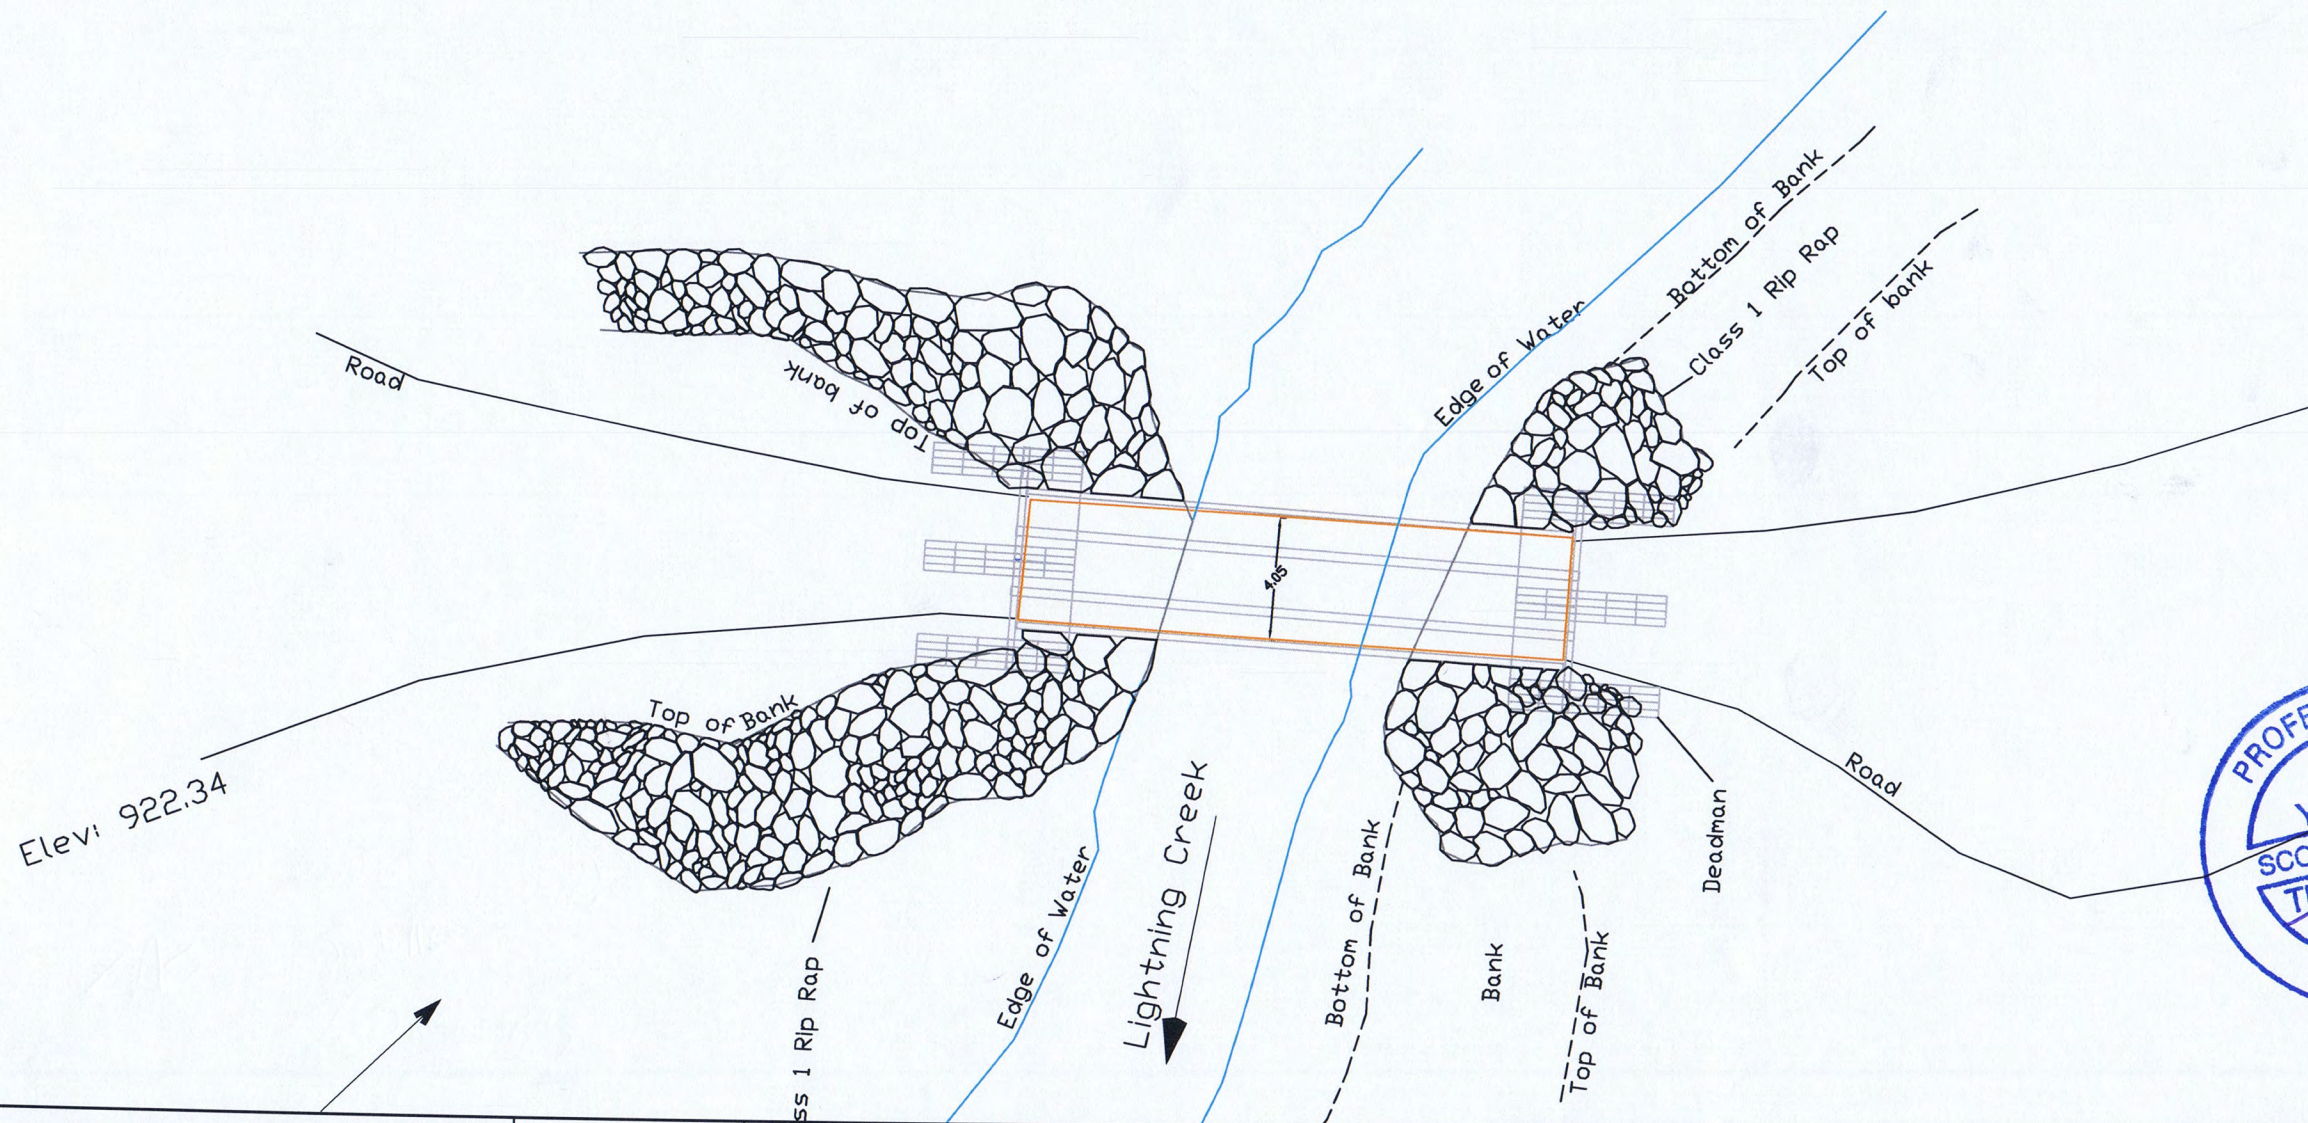 Bottom of Bank
Class 1 Rip Rap
Top of bank
Edge of Water
Road
Top of bank
4.05
Top of Bank
Road
Elev: 922.34
Lightning Creek
Edge of Water
Bottom of Bank
Bank
Top of Bank
Deadman
ss 1 Rip Rap
PROFE
SCO